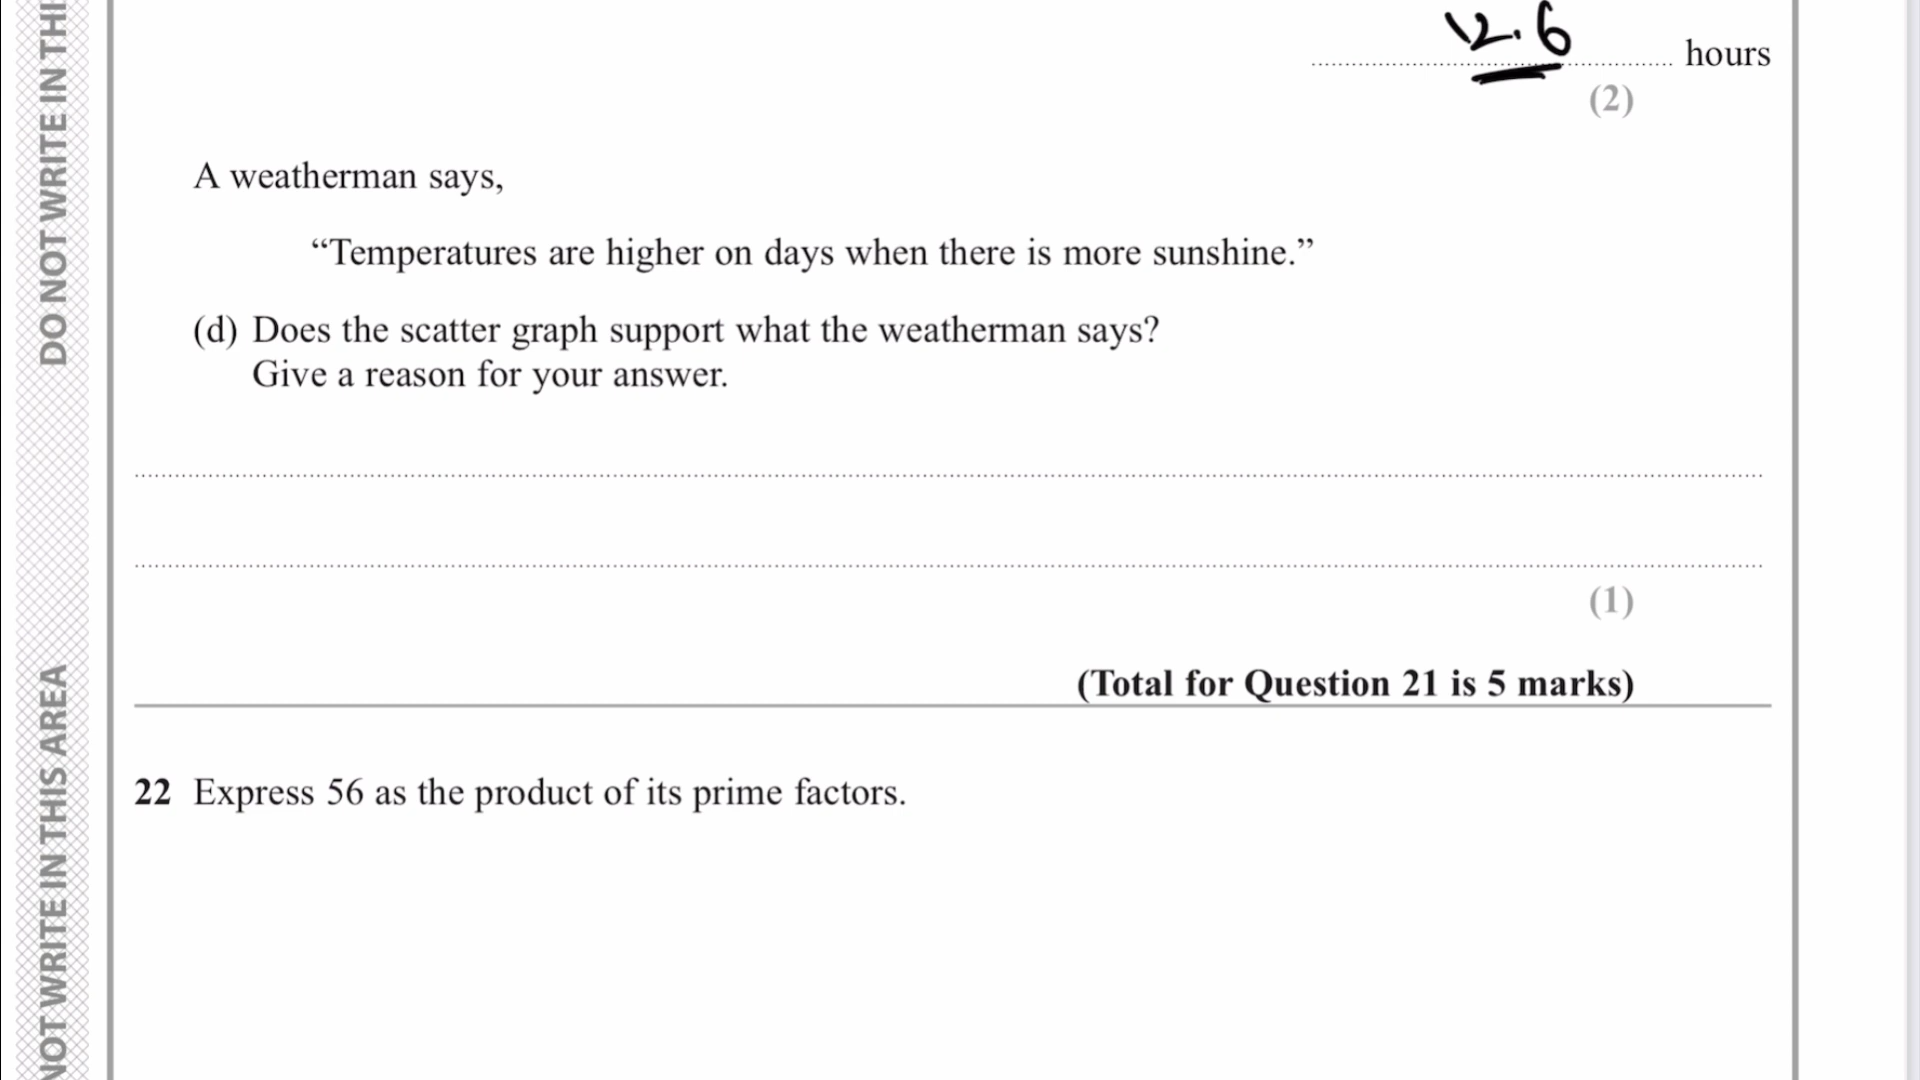 12.6 hours
(2)
A weatherman says,
“Temperatures are higher on days when there is more sunshine.”
(d) Does the scatter graph support what the weatherman says?
Give a reason for your answer.
(1)
(Total for Question 21 is 5 marks)
22 Express 56 as the product of its prime factors.
DO NOT WRITE IN THI
NOT WRITE IN THIS AREA